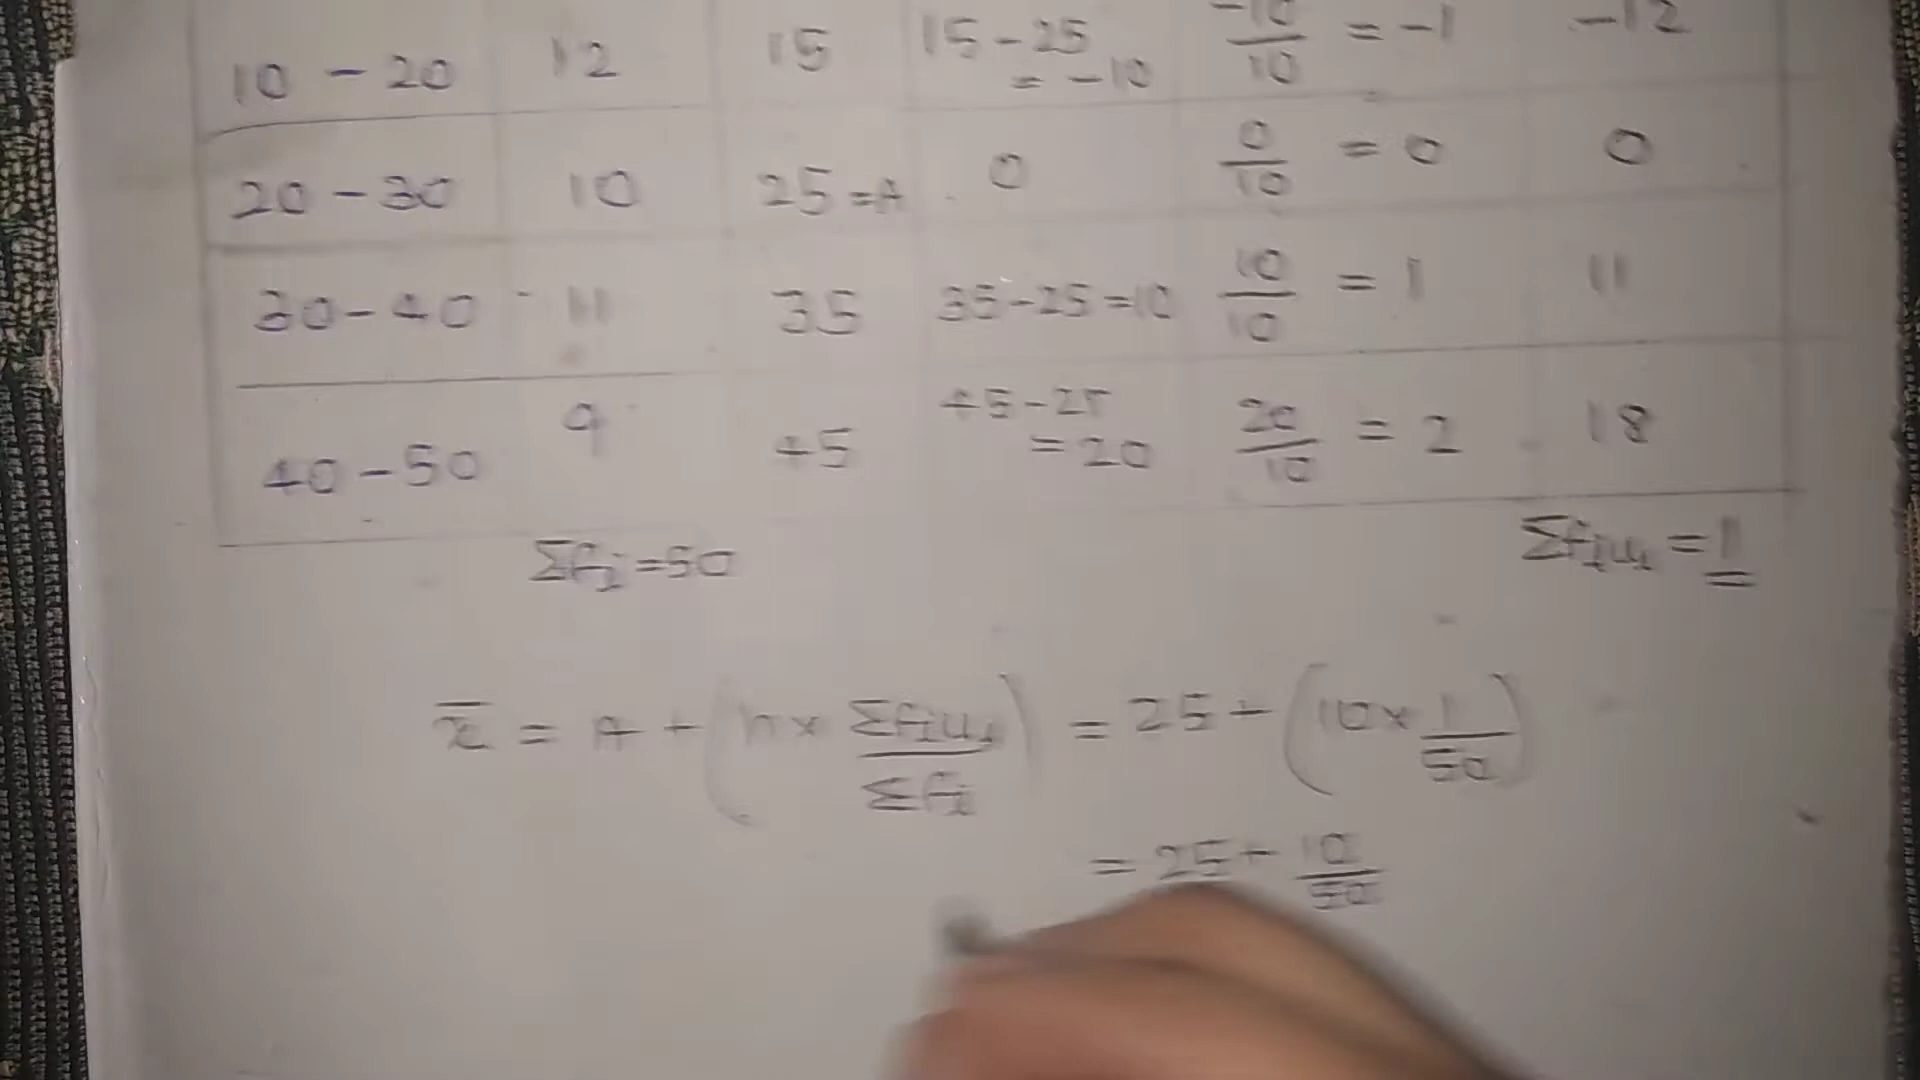 10 - 20 12 15 15 - 25 = -10 -10/10 = -1 -12
20 - 30 10 25 = A 0 0/10 = 0 0
30 - 40 11 35 35 - 25 = 10 10/10 = 1 11
40 - 50 9 45 45 - 25 = 20 20/10 = 2 18
Σfi = 50 Σfiui = 1
x̄ = A + (h × Σfiui/Σfi) = 25 + (10 × 1/50)
= 25 + 10/50